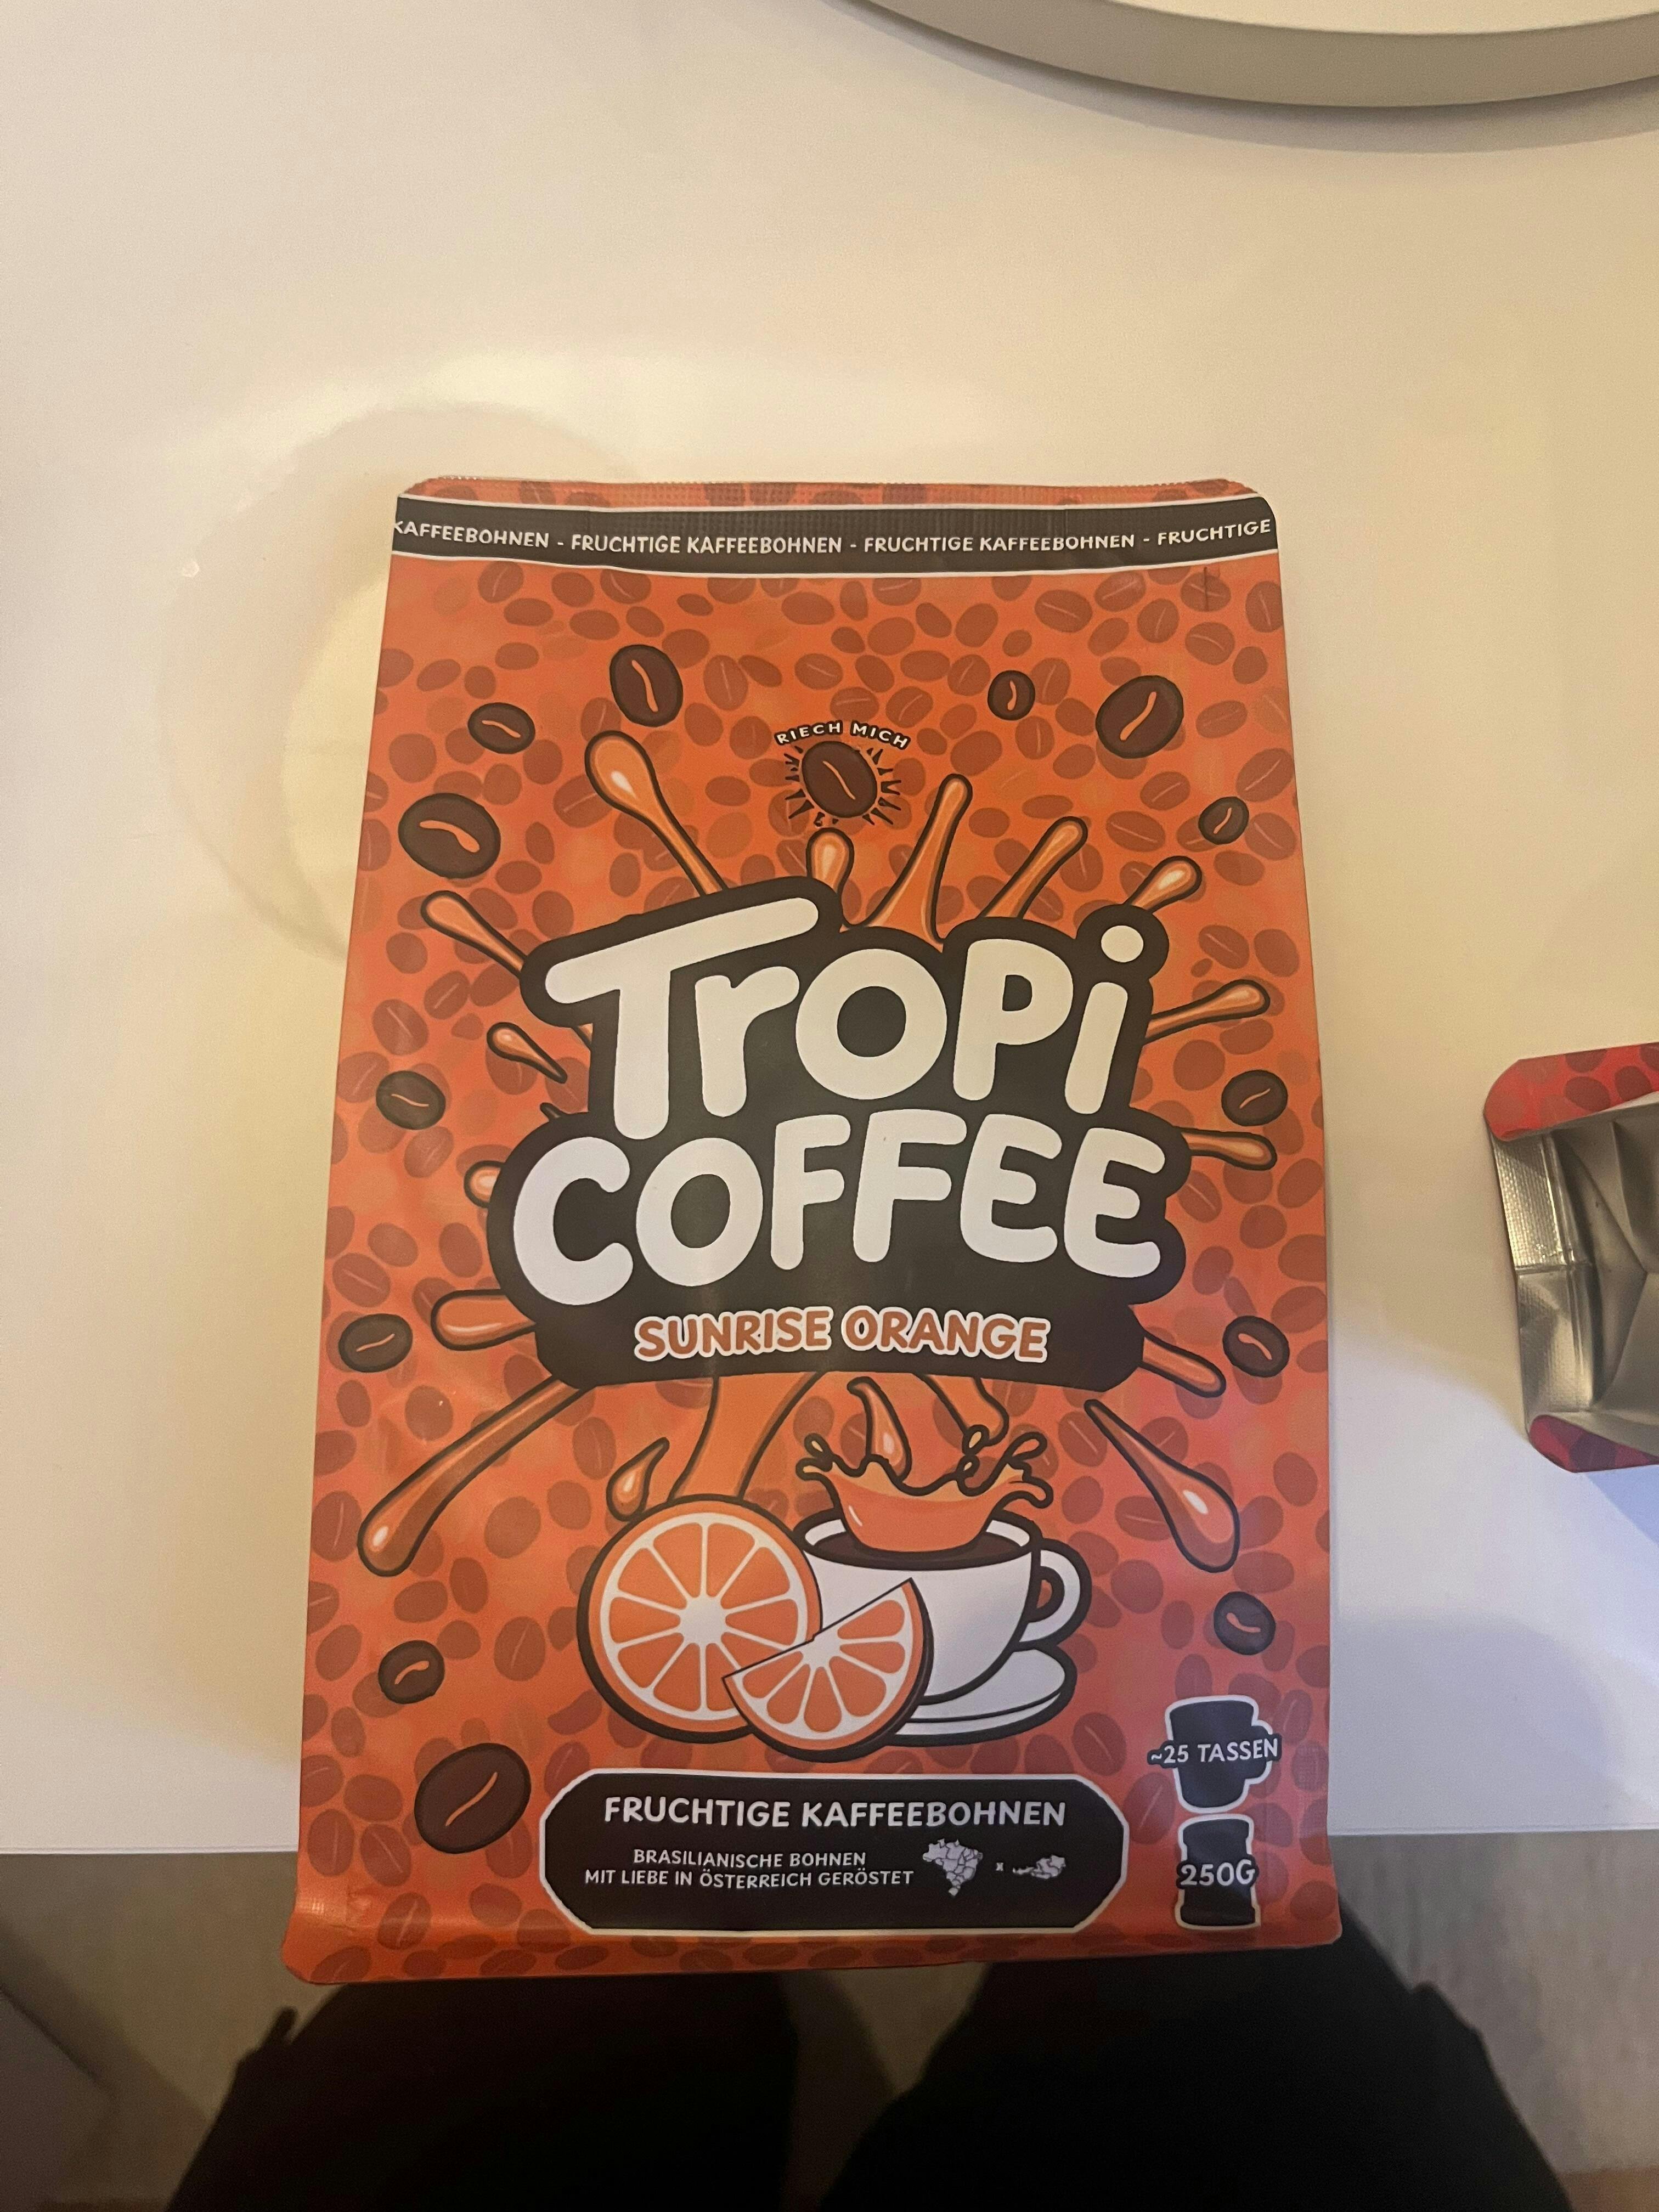 KAFFEEBOHNEN - FRUCHTIGE KAFFEEBOHNEN - FRUCHTIGE KAFFEEBOHNEN - FRUCHTIGE
RIECH MICH
TroPi
COFFEE
SUNRISE ORANGE
~25 TASSEN
FRUCHTIGE KAFFEEBOHNEN
BRASILIANISCHE BOHNEN
MIT LIEBE IN ÖSTERREICH GERÖSTET
x
250G